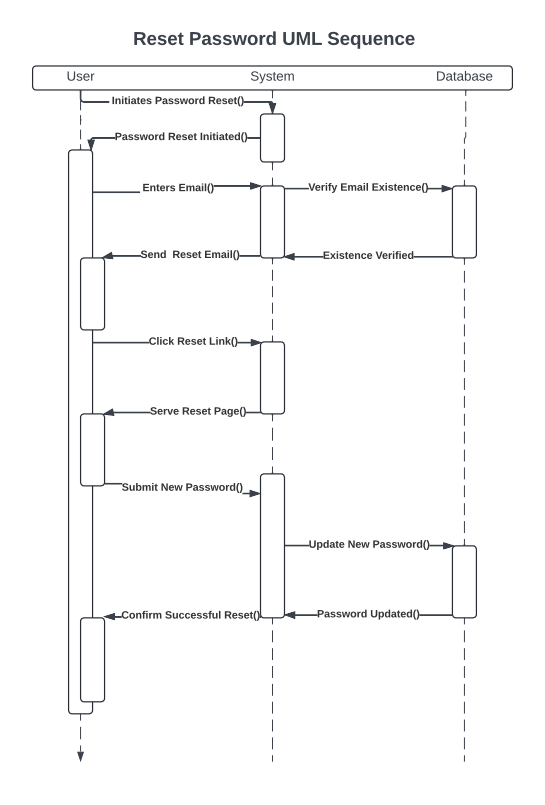 Reset Password UML Sequence
User System Database
Initiates Password Reset()
Password Reset Initiated()
Enters Email() Verify Email Existence()
Send Reset Email() Existence Verified
Click Reset Link()
Serve Reset Page()
Submit New Password()
Update New Password()
Confirm Successful Reset() Password Updated()